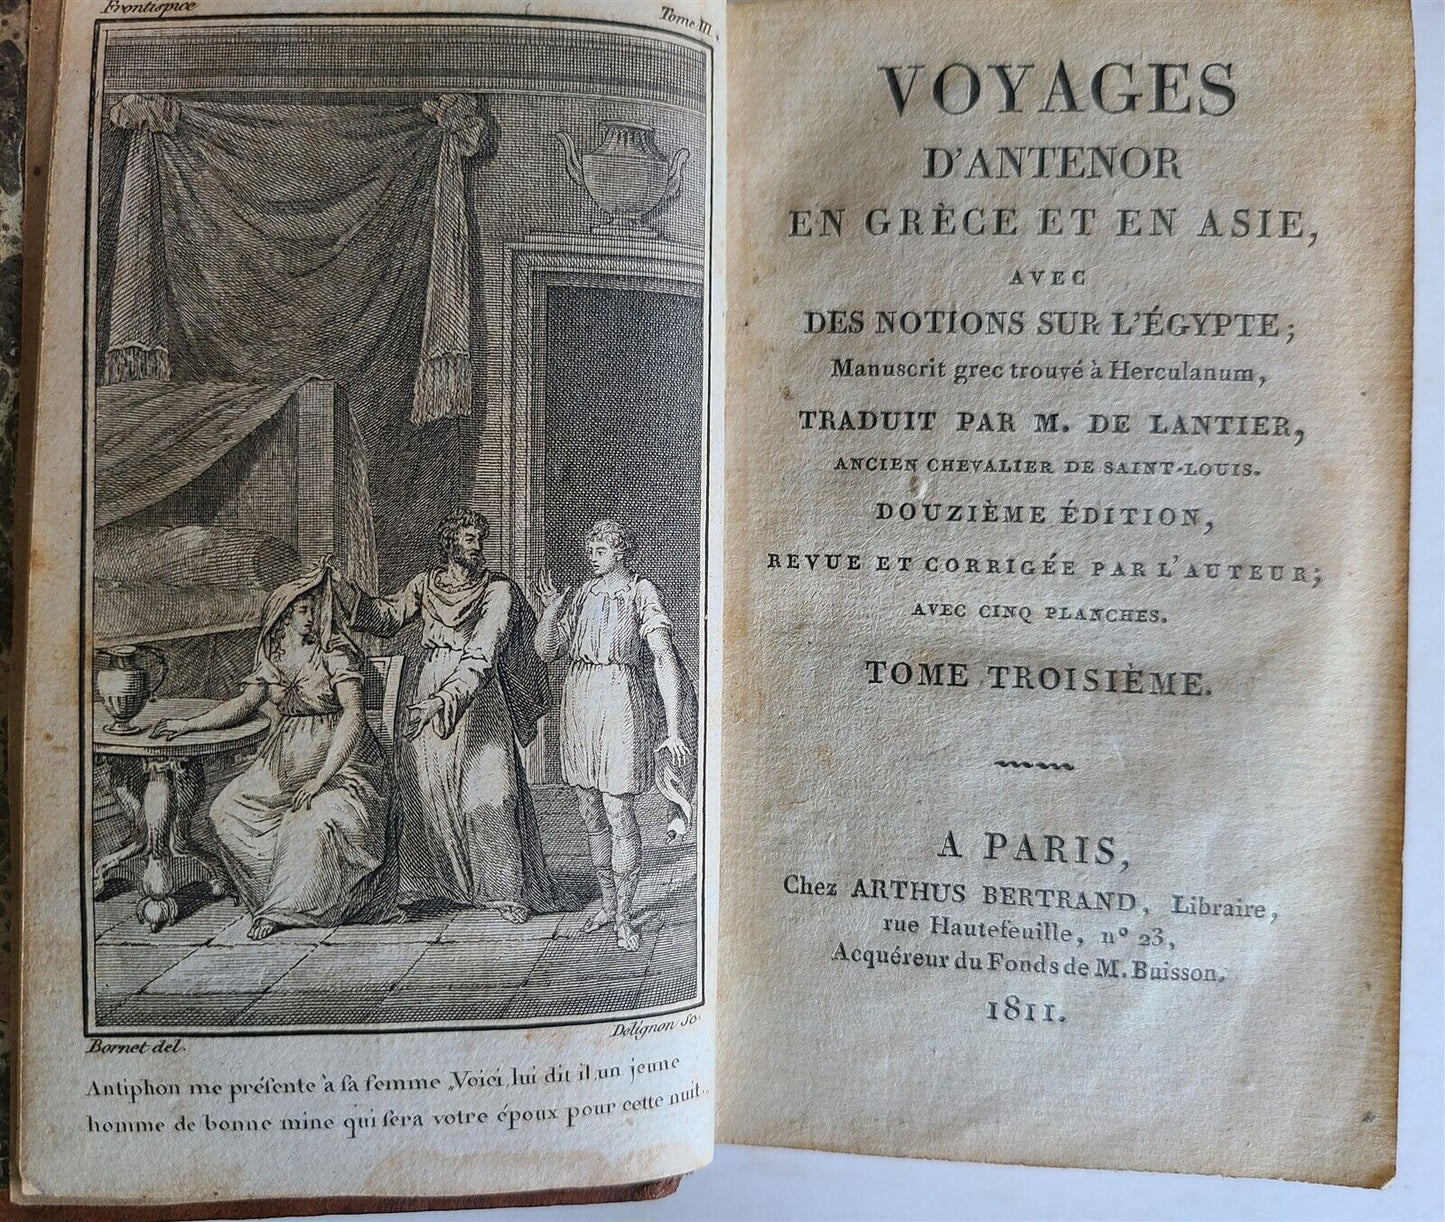 Frontispice
Tome III.
Bornet del.
Delignon Sc.
Antiphon me préſente à ſa femme „Voici, lui dit il, un jeune
homme de bonne mine qui ſera votre époux pour cette nuit..
VOYAGES
D'ANTENOR
EN GRÈCE ET EN ASIE,
AVEC
DES NOTIONS SUR L'ÉGYPTE;
Manuscrit grec trouvé à Herculanum,
TRADUIT PAR M. DE LANTIER,
ANCIEN CHEVALIER DE SAINT-LOUIS.
DOUZIÈME ÉDITION,
REVUE ET CORRIGÉE PAR L'AUTEUR;
AVEC CINQ PLANCHES.
TOME TROISIÈME.
A PARIS,
Chez ARTHUS BERTRAND, Libraire,
rue Hautefeuille, n° 23,
Acquéreur du Fonds de M. Buisson.
1811.